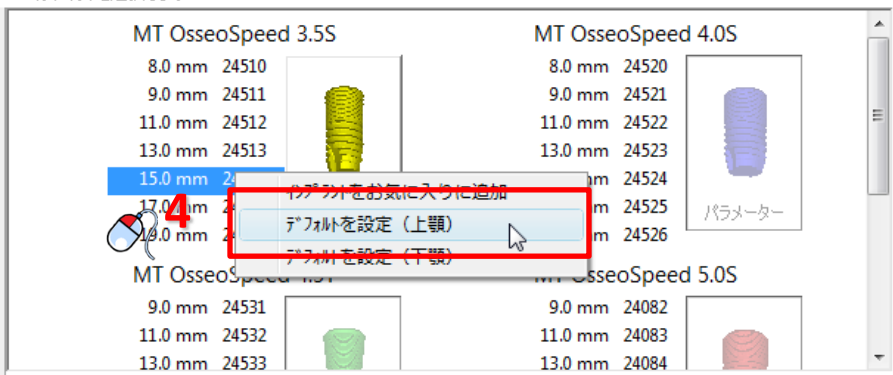 MT OsseoSpeed 3.5S
8.0 mm 24510
9.0 mm 24511
11.0 mm 24512
13.0 mm 24513
15.0 mm
4
MT OsseoSpeed 4.0S
8.0 mm 24520
9.0 mm 24521
11.0 mm 24522
13.0 mm 24523
24524
24525
24526
パラメーター
ｲﾝﾌﾟﾗﾝﾄをお気に入りに追加
ﾃﾞﾌｫﾙﾄを設定（上顎）
ﾃﾞﾌｫﾙﾄを設定（下顎）
MT OsseoSpeed
9.0 mm 24531
11.0 mm 24532
13.0 mm 24533
MT OsseoSpeed 5.0S
9.0 mm 24082
11.0 mm 24083
13.0 mm 24084